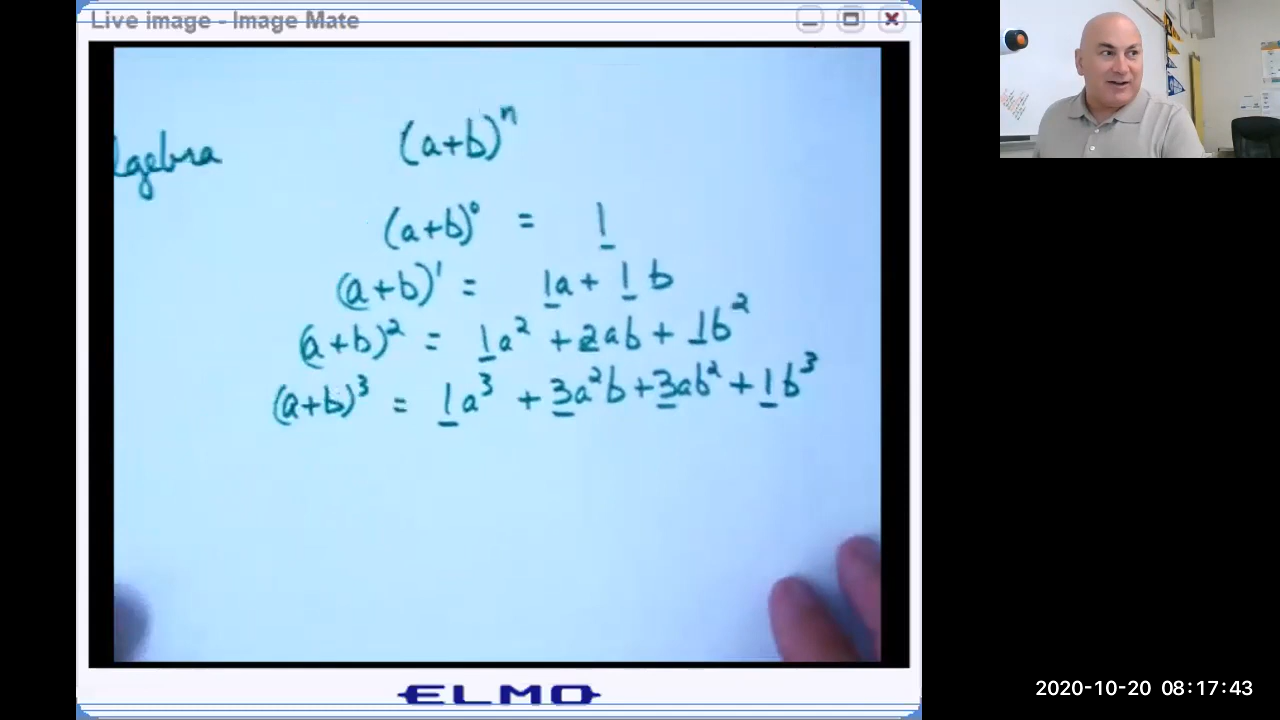 Live image - Image Mate
lgebra
(a+b)ⁿ
(a+b)⁰ = 1
(a+b)¹ = 1a + 1b
(a+b)² = 1a² + 2ab + 1b²
(a+b)³ = 1a³ + 3a²b + 3ab² + 1b³
ELMO
2020-10-20 08:17:43